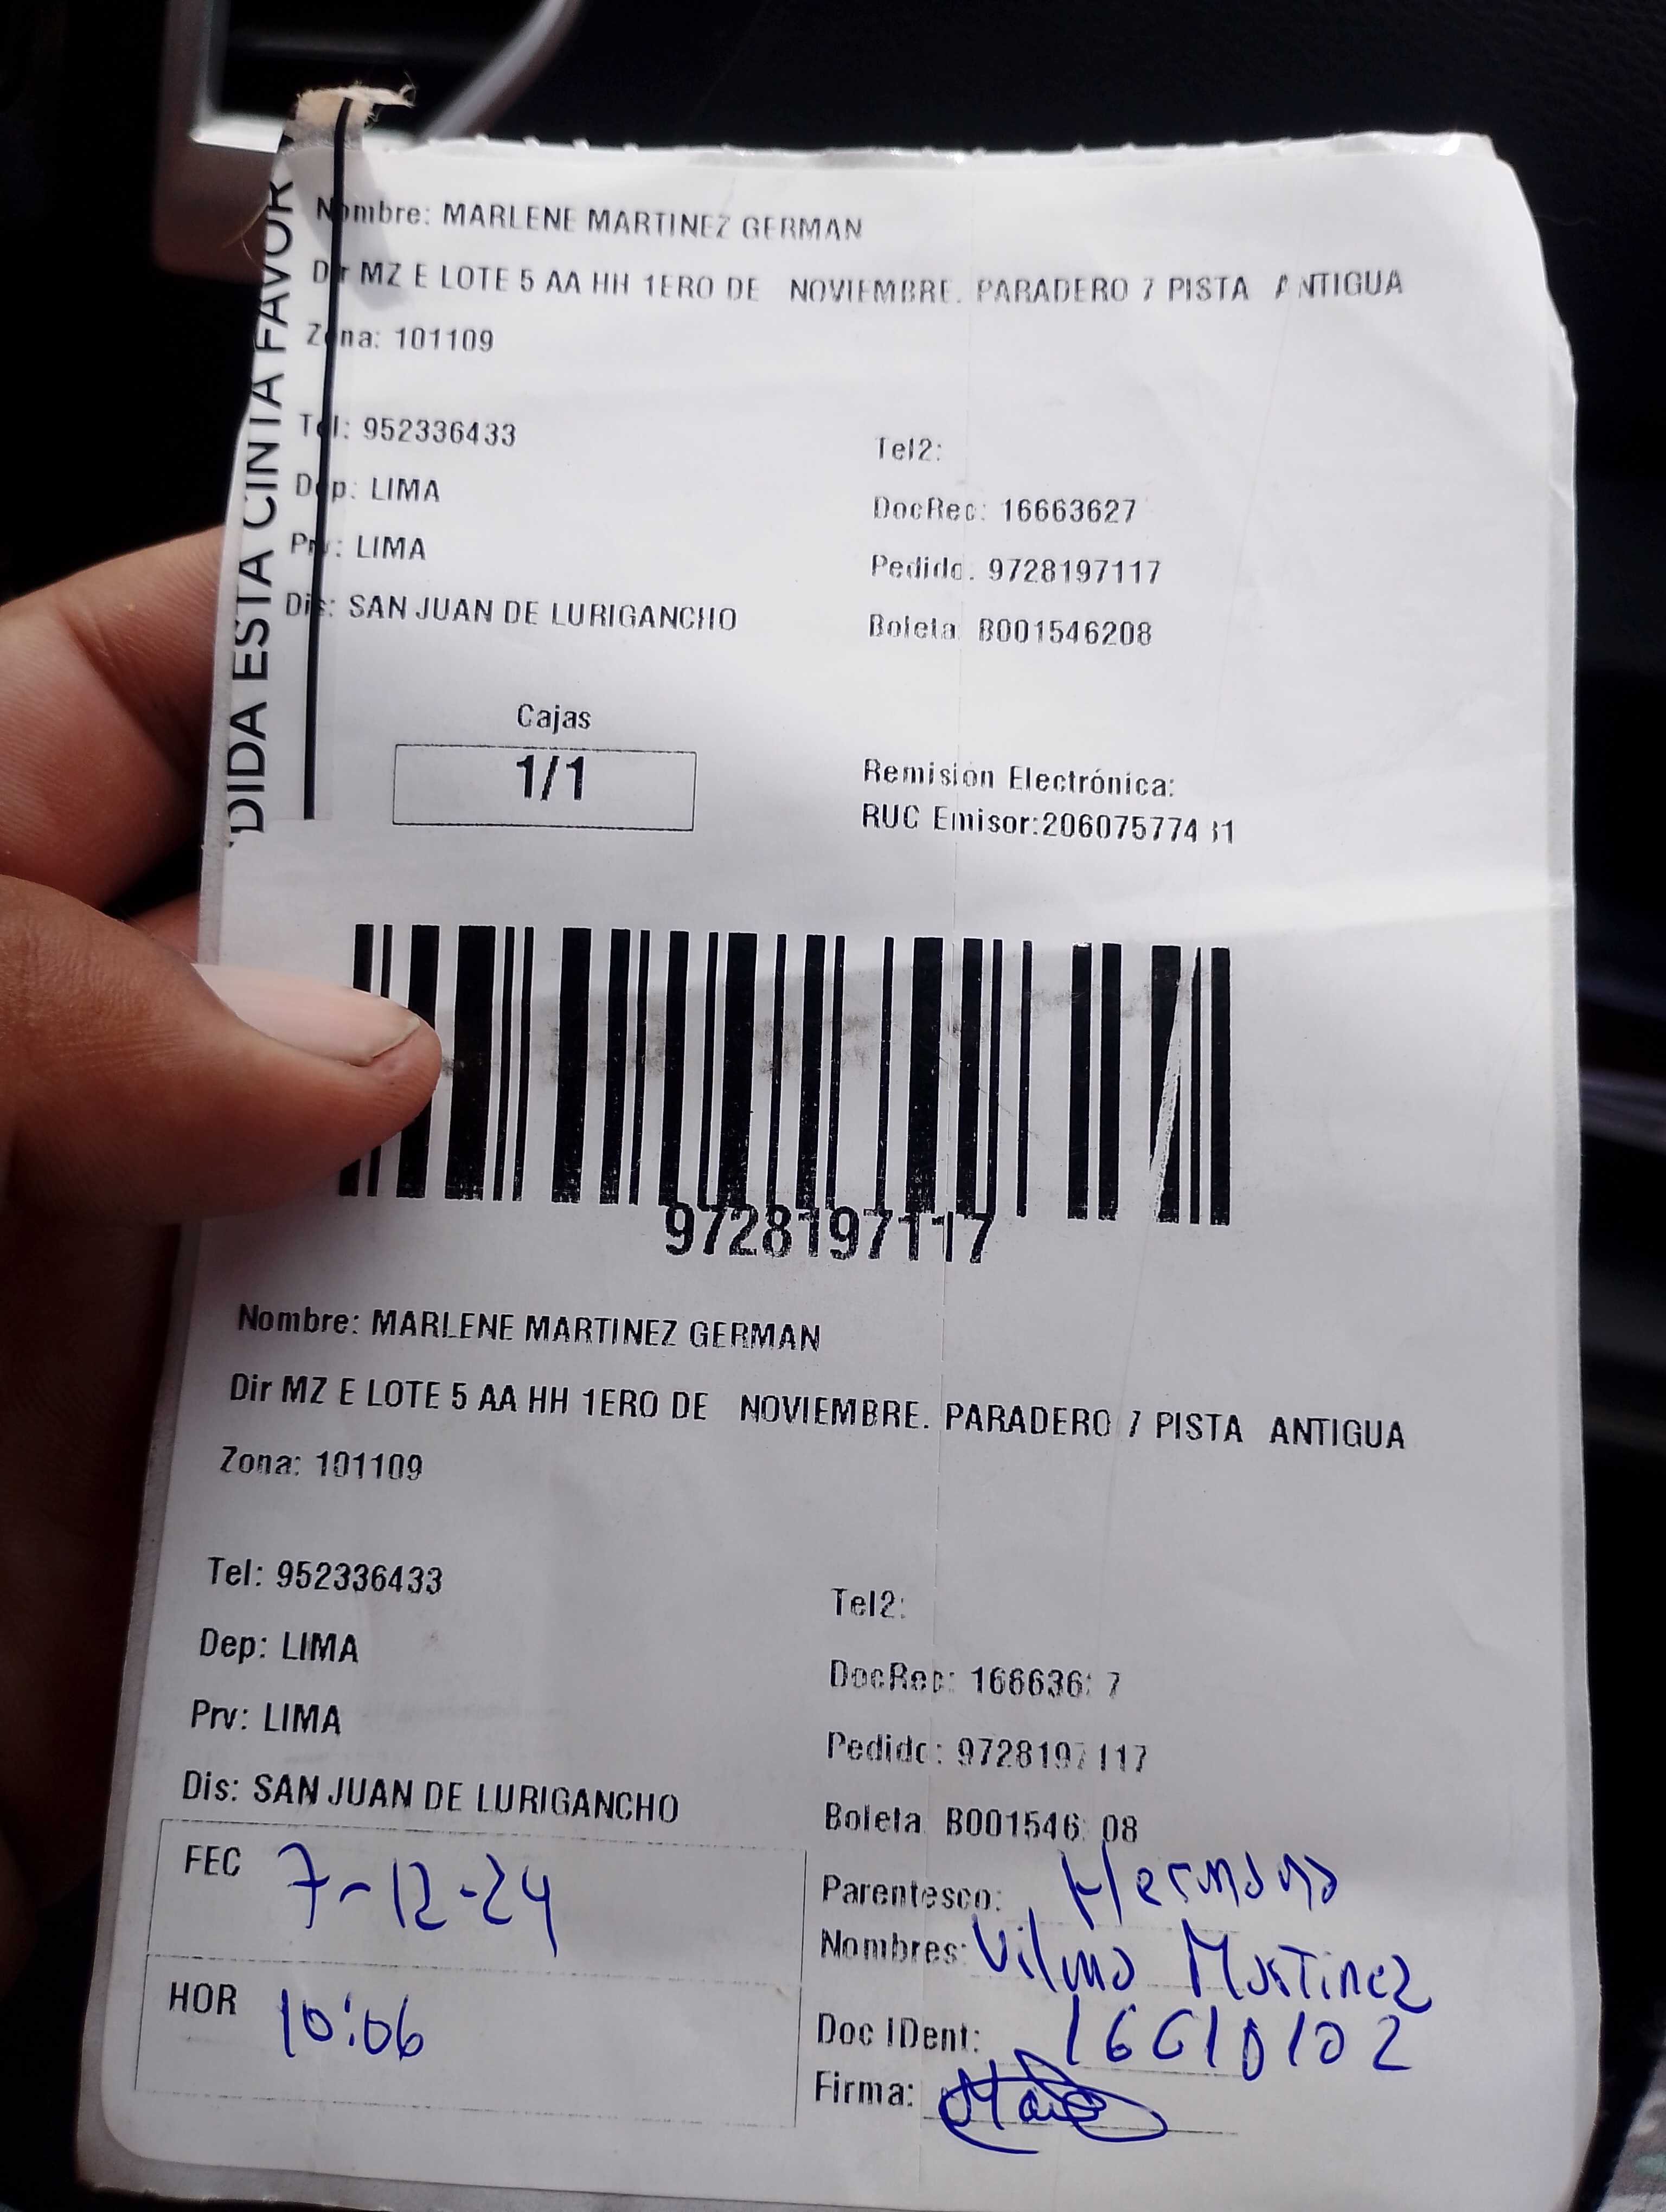 DIDA ESTA CINTA FAVOR
Nombre: MARLENE MARTINEZ GERMAN
Dir MZ E LOTE 5 AA HH 1ERO DE NOVIEMBRE. PARADERO 7 PISTA ANTIGUA
Zona: 101109
Tel: 952336433
Tel2:
Dep: LIMA
DocRec: 16663627
Prv: LIMA
Pedido: 9728197117
Dis: SAN JUAN DE LURIGANCHO
Boleta: B001546208
Cajas
1/1
Remisión Electrónica:
RUC Emisor:
9728197117
Nombre: MARLENE MARTINEZ GERMAN
Dir MZ E LOTE 5 AA HH 1ERO DE NOVIEMBRE. PARADERO 7 PISTA ANTIGUA
Zona: 101109
Tel: 952336433
Tel2:
Dep: LIMA
DocRec: 16663627
Prv: LIMA
Pedido: 9728197117
Dis: SAN JUAN DE LURIGANCHO
Boleta: B001546208
FEC 7-12-24
Parentesco: Hermana
Nombres: Vilma Martinez
HOR 10:06
Doc IDent:
Firma: